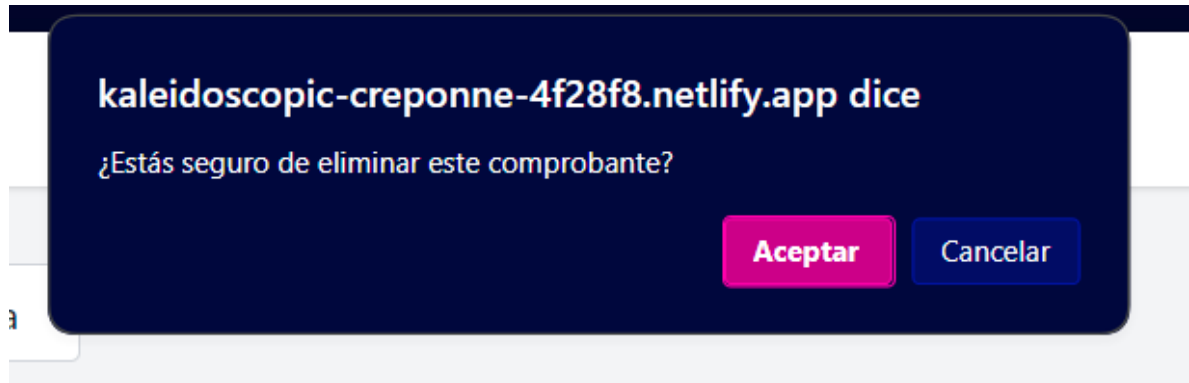 kaleidoscopic-creponne-4f28f8.netlify.app dice
¿Estás seguro de eliminar este comprobante?
Aceptar Cancelar
a